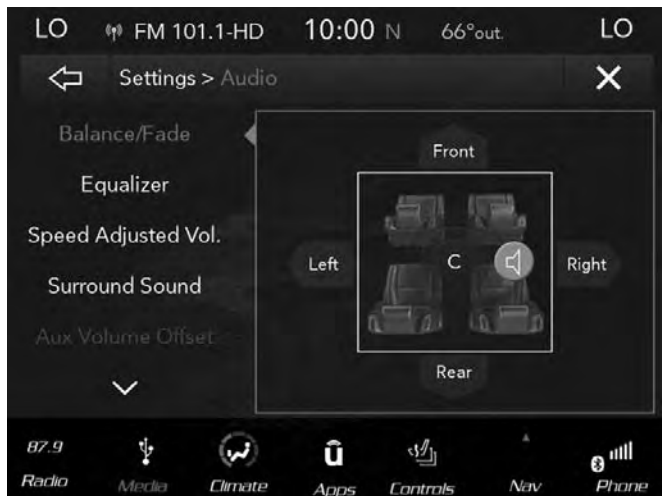 LO FM 101.1-HD 10:00 N 66°out. LO
Settings > Audio
Balance/Fade
Equalizer
Speed Adjusted Vol.
Surround Sound
Aux Volume Offset
Front
Left C Right
Rear
87.9 û
Radio Media Climate Apps Controls Nav Phone